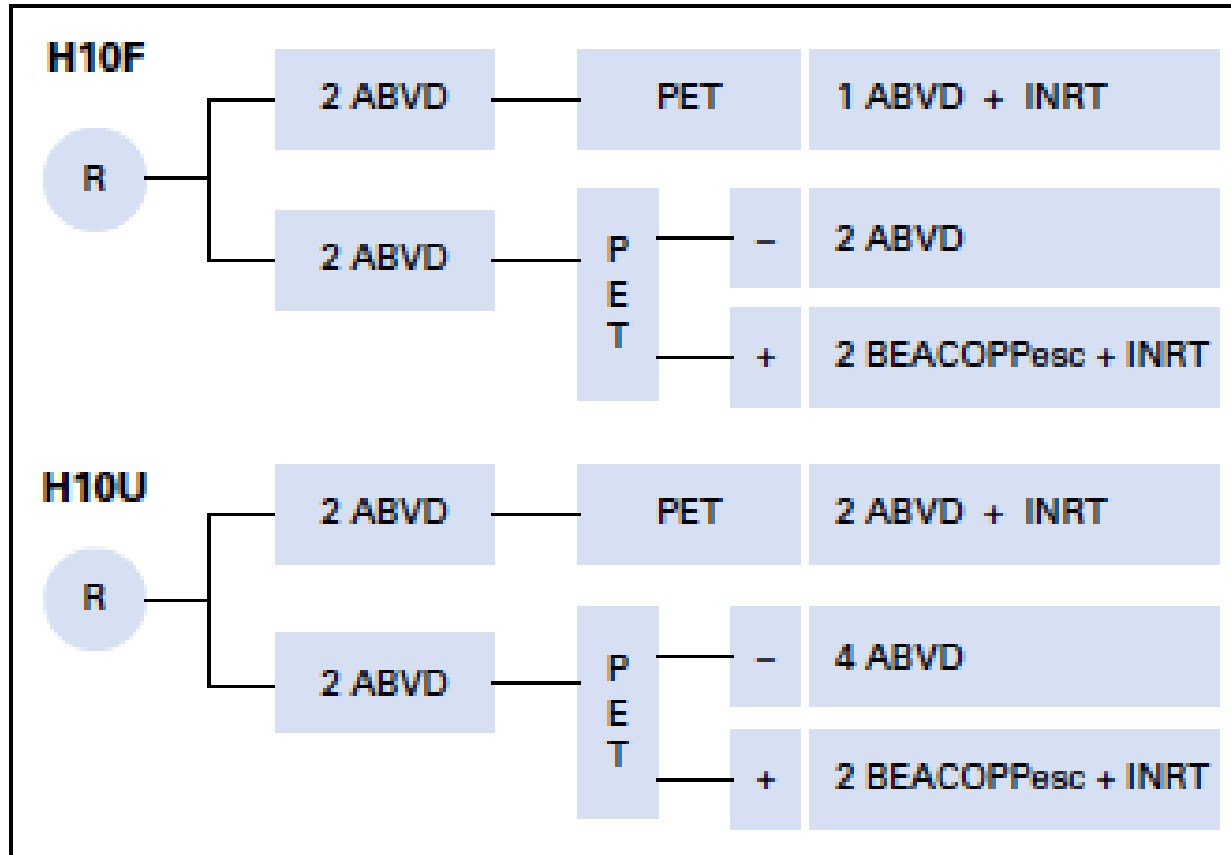 H10F
2 ABVD PET 1 ABVD + INRT
R
2 ABVD PET – 2 ABVD
+ 2 BEACOPPesc + INRT
H10U
2 ABVD PET 2 ABVD + INRT
R
2 ABVD PET – 4 ABVD
+ 2 BEACOPPesc + INRT